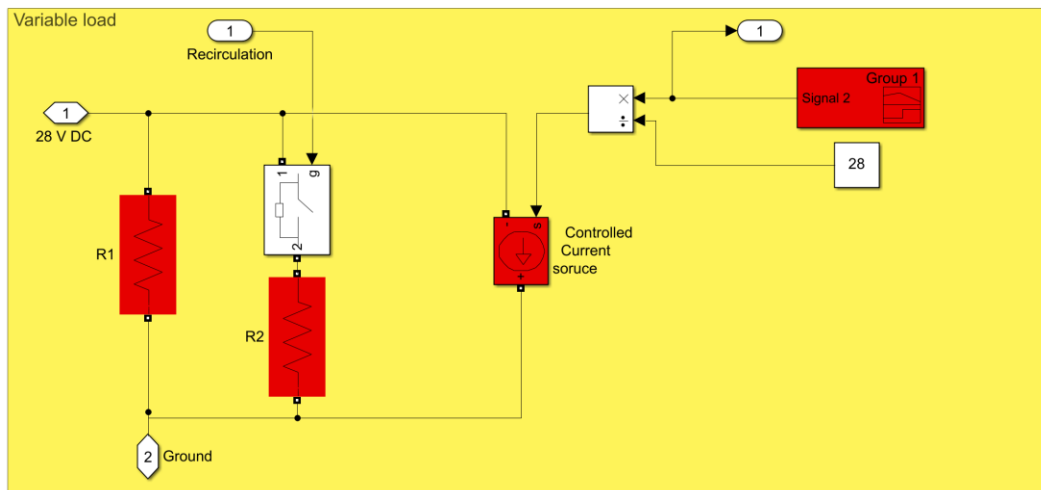 Variable load
1
Recirculation
1
Group 1
Signal 2
×
÷
28
1
28 V DC
1
g
2
R1
R2
-
s
+
Controlled
Current
soruce
2
Ground